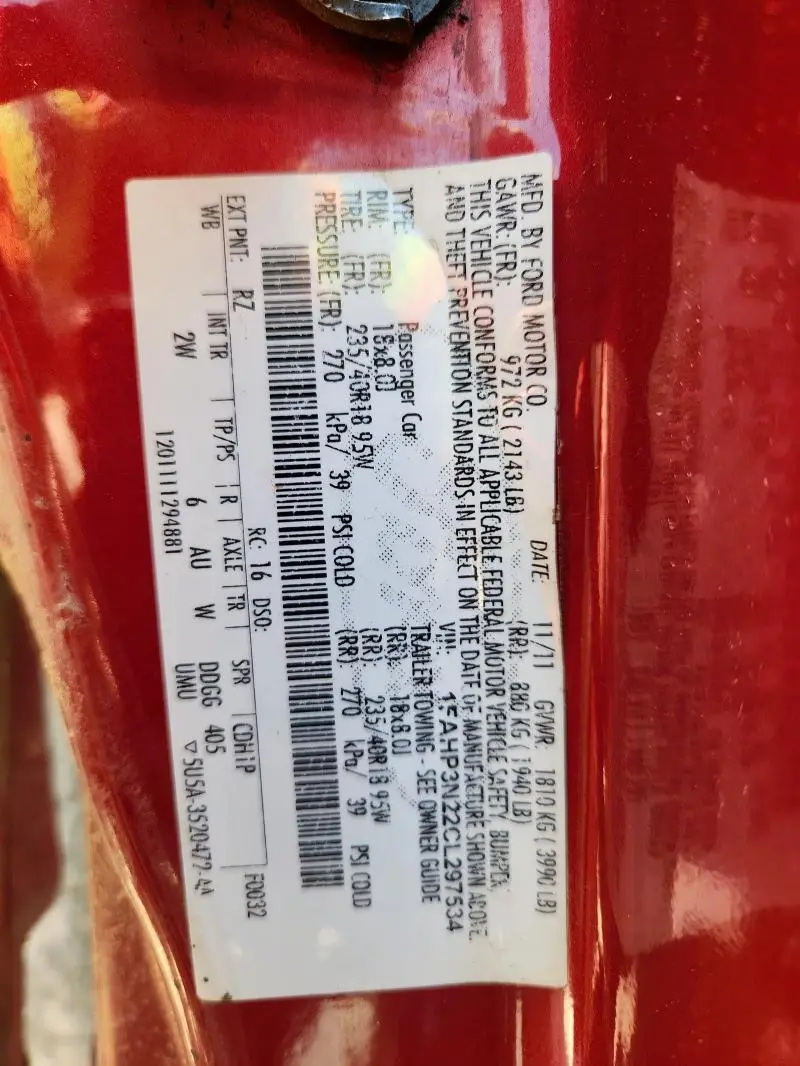 MFD. BY FORD MOTOR CO. DATE: 11/11 GVWR: 1810 KG ( 3990 LB)
GAWR: (FR): 972 KG ( 2143 LB) (RR): 880 KG ( 1940 LB)
THIS VEHICLE CONFORMS TO ALL APPLICABLE FEDERAL MOTOR VEHICLE SAFETY, BUMPER,
AND THEFT PREVENTION STANDARDS IN EFFECT ON THE DATE OF MANUFACTURE SHOWN ABOVE.
VIN: 1FAHP3N22CL297534
TYPE: Passenger Car TRAILER TOWING - SEE OWNER GUIDE
RIM: (FR): 18x8.0J (RR): 18x8.0J
TIRE: (FR): 235/40R18 95W (RR): 235/40R18 95W
PRESSURE: (FR): 270 kPa/ 39 PSI COLD (RR) 270 kPa/ 39 PSI COLD
RC: 16 DSO: F0032
EXT PNT: RZ
WB INT TR TP/PS R AXLE TR SPR CDH1P
2W 6 AU W DDGG 405
UMU
1201111294881 ▽5U5A-3520472-AA